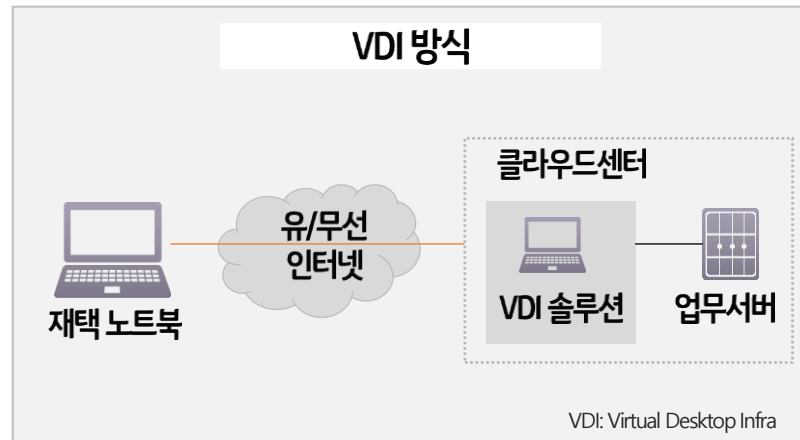 VDI 방식
클라우드센터
유/무선
인터넷
재택 노트북
VDI 솔루션
업무서버
VDI: Virtual Desktop Infra